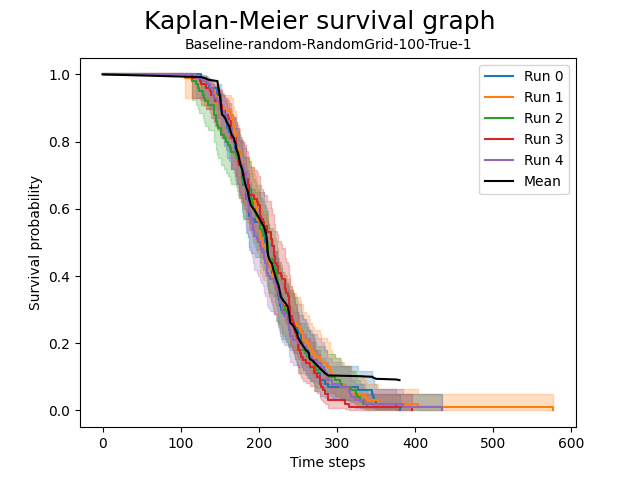 Kaplan-Meier survival graph
Baseline-random-RandomGrid-100-True-1
Survival probability
1.0
0.8
0.6
0.4
0.2
0.0
Run 0
Run 1
Run 2
Run 3
Run 4
Mean
0 100 200 300 400 500 600
Time steps